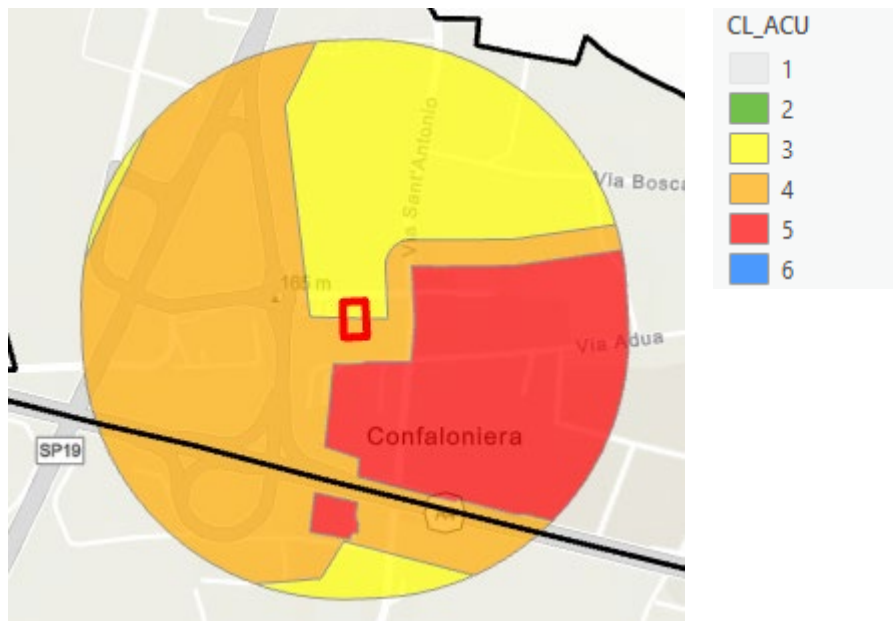 CL_ACU
1
2
3
4
5
6
Via Sant'Antonio
Via Bosca
165 m
Via Adua
Confaloniera
SP19
A4